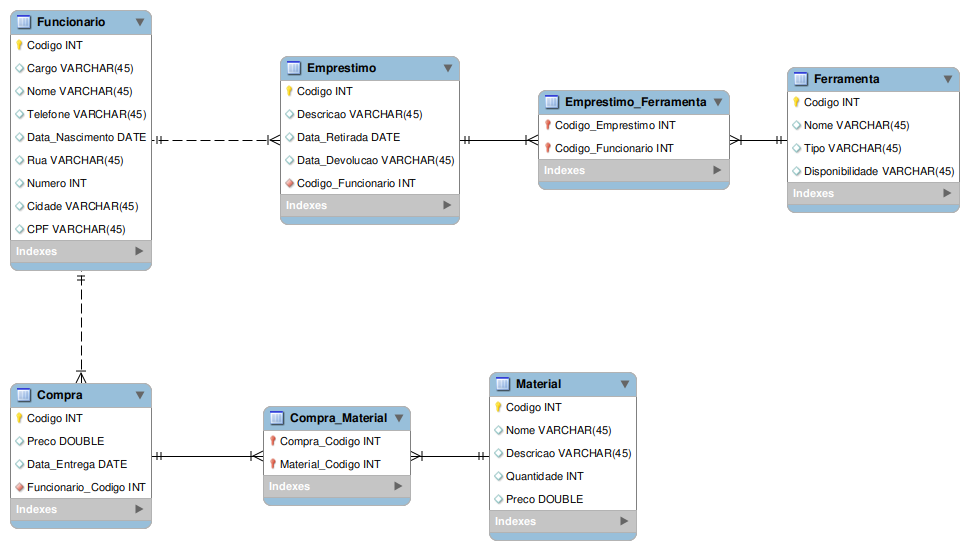 Funcionario
Codigo INT
Cargo VARCHAR(45)
Nome VARCHAR(45)
Telefone VARCHAR(45)
Data_Nascimento DATE
Rua VARCHAR(45)
Numero INT
Cidade VARCHAR(45)
CPF VARCHAR(45)
Indexes
Emprestimo
Codigo INT
Descricao VARCHAR(45)
Data_Retirada DATE
Data_Devolucao VARCHAR(45)
Codigo_Funcionario INT
Indexes
Emprestimo_Ferramenta
Codigo_Emprestimo INT
Codigo_Funcionario INT
Indexes
Ferramenta
Codigo INT
Nome VARCHAR(45)
Tipo VARCHAR(45)
Disponibilidade VARCHAR(45)
Indexes
Compra
Codigo INT
Preco DOUBLE
Data_Entrega DATE
Funcionario_Codigo INT
Indexes
Compra_Material
Compra_Codigo INT
Material_Codigo INT
Indexes
Material
Codigo INT
Nome VARCHAR(45)
Descricao VARCHAR(45)
Quantidade INT
Preco DOUBLE
Indexes